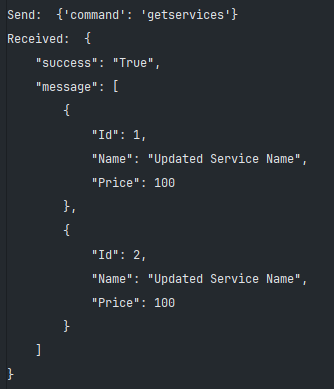 Send:  {'command': 'getservices'}
Received:  {
    "success": "True",
    "message": [
        {
            "Id": 1,
            "Name": "Updated Service Name",
            "Price": 100
        },
        {
            "Id": 2,
            "Name": "Updated Service Name",
            "Price": 100
        }
    ]
}